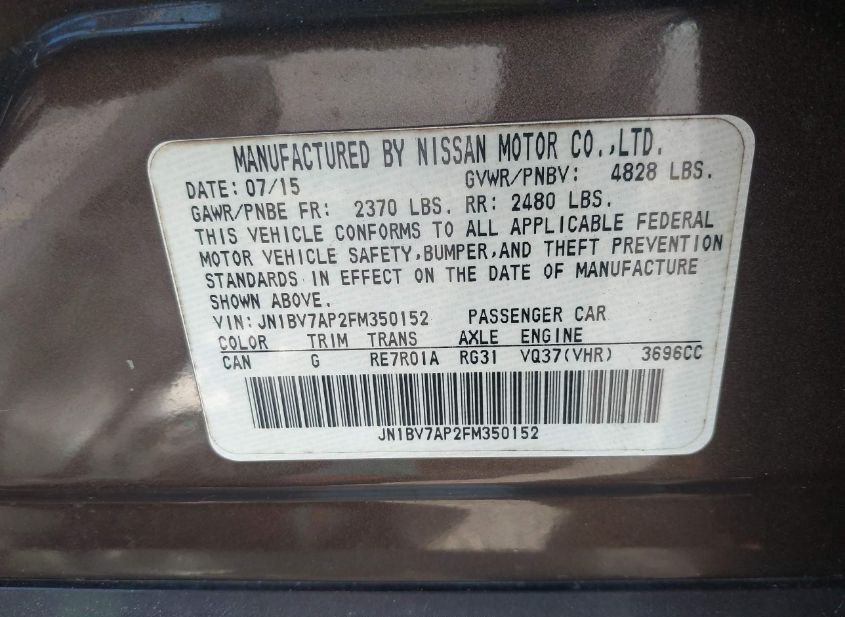 MANUFACTURED BY NISSAN MOTOR CO.,LTD.
DATE: 07/15 GVWR/PNBV: 4828 LBS.
GAWR/PNBE FR: 2370 LBS. RR: 2480 LBS.
THIS VEHICLE CONFORMS TO ALL APPLICABLE FEDERAL
MOTOR VEHICLE SAFETY,BUMPER,AND THEFT PREVENTION
STANDARDS IN EFFECT ON THE DATE OF MANUFACTURE
SHOWN ABOVE.
VIN:JN1BV7AP2FM350152 PASSENGER CAR
COLOR TRIM TRANS AXLE ENGINE
CAN G RE7R01A RG31 VQ37(VHR) 3696CC
JN1BV7AP2FM350152